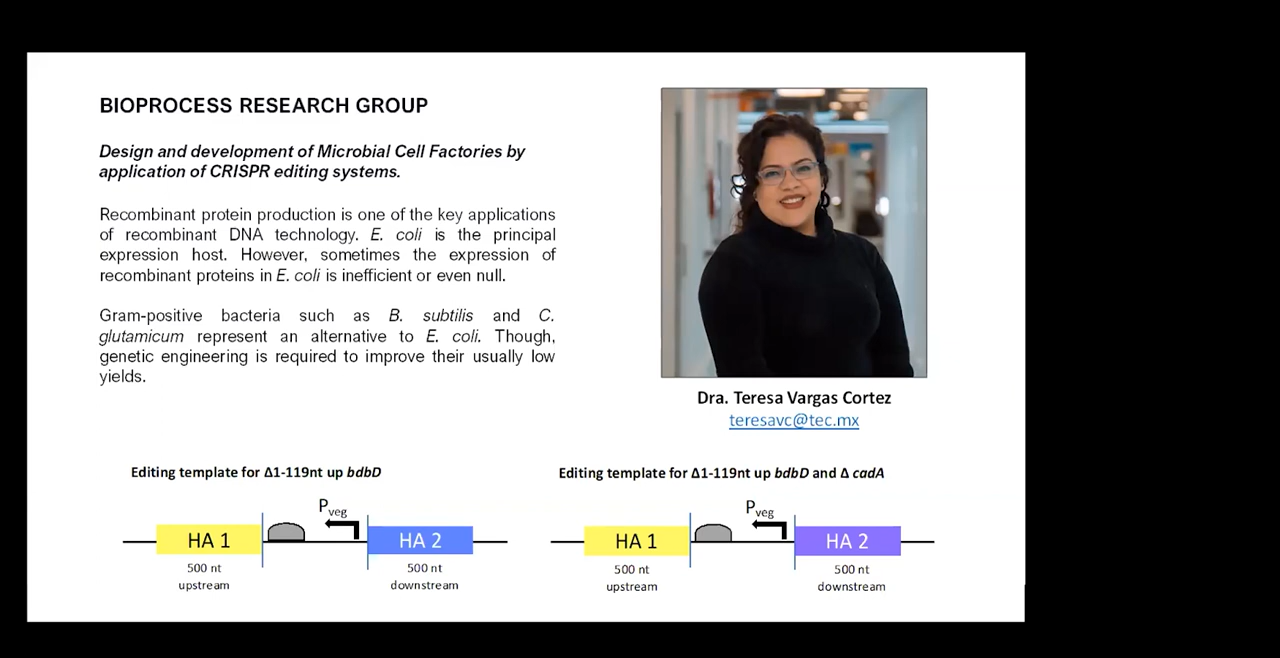 BIOPROCESS RESEARCH GROUP
Design and development of Microbial Cell Factories by
application of CRISPR editing systems.
Recombinant protein production is one of the key applications
of recombinant DNA technology. E. coli is the principal
expression host. However, sometimes the expression of
recombinant proteins in E. coli is inefficient or even null.
Gram-positive bacteria such as B. subtilis and C.
glutamicum represent an alternative to E. coli. Though,
genetic engineering is required to improve their usually low
yields.
Dra. Teresa Vargas Cortez
teresavc@tec.mx
Editing template for Δ1-119nt up bdbD
Pveg
HA 1
HA 2
500 nt
upstream
500 nt
downstream
Editing template for Δ1-119nt up bdbD and Δ cadA
Pveg
HA 1
HA 2
500 nt
upstream
500 nt
downstream